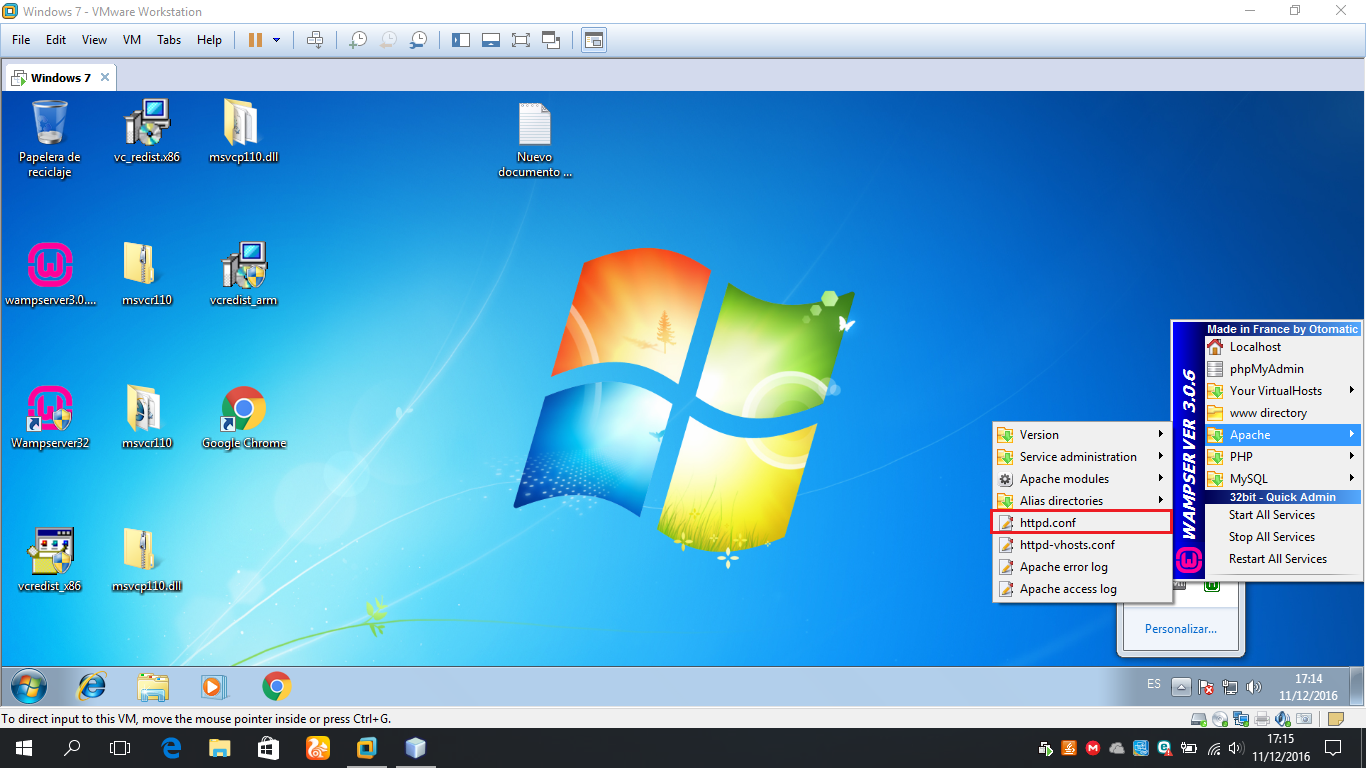 Windows 7 - VMware Workstation
File Edit View VM Tabs Help
Windows 7
Papelera de
reciclaje
vc_redist.x86
msvcp110.dll
Nuevo
documento ...
wampserver3.0....
msvcr110
vcredist_arm
Wampserver32
msvcr110
Google Chrome
vcredist_x86
msvcp110.dll
Version
Service administration
Apache modules
Alias directories
httpd.conf
httpd-vhosts.conf
Apache error log
Apache access log
WAMPSERVER 3.0.6
Made in France by Otomatic
Localhost
phpMyAdmin
Your VirtualHosts
www directory
Apache
PHP
MySQL
32bit - Quick Admin
Start All Services
Stop All Services
Restart All Services
Personalizar...
ES
17:14
11/12/2016
To direct input to this VM, move the mouse pointer inside or press Ctrl+G.
17:15
11/12/2016